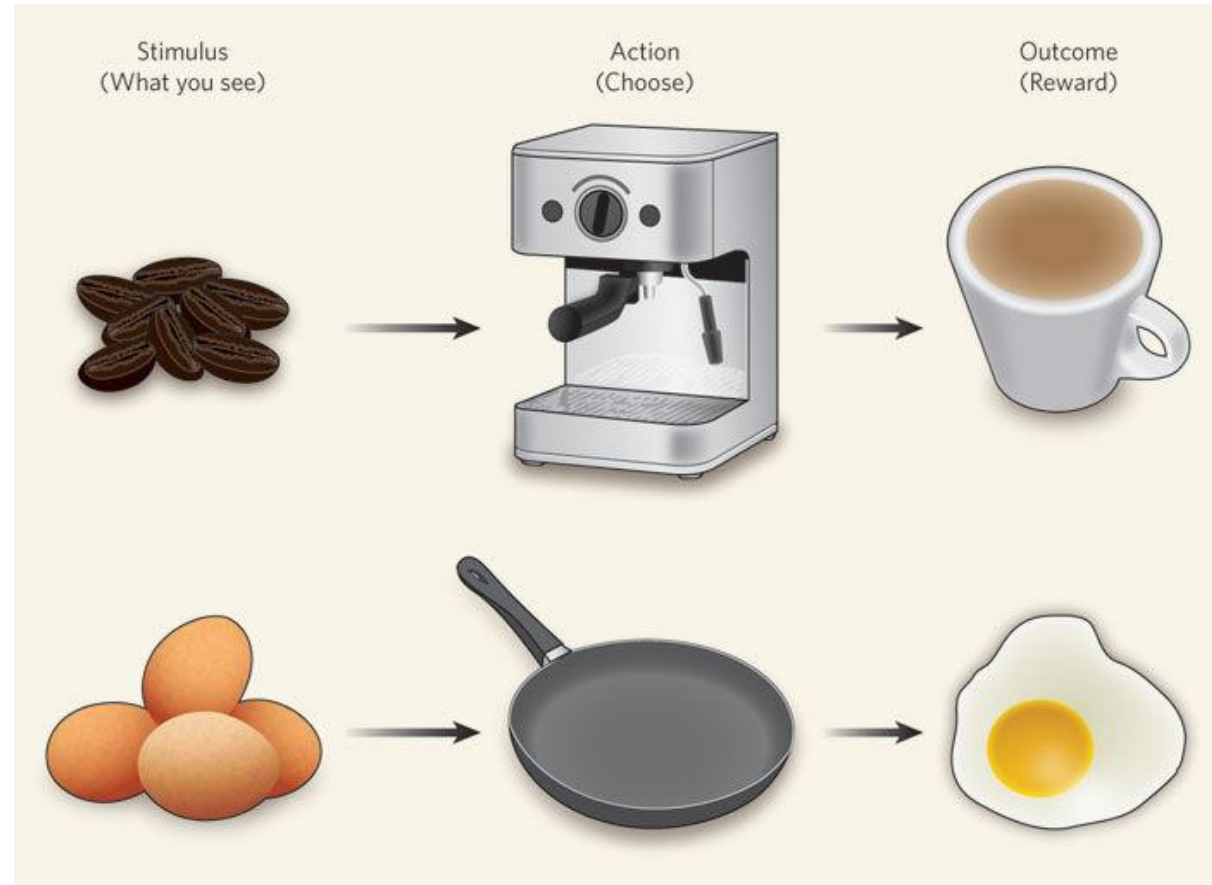 Stimulus
(What you see)
Action
(Choose)
Outcome
(Reward)